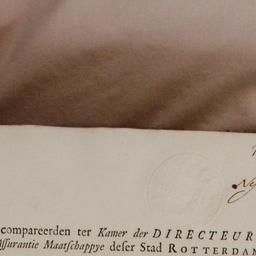 compareerden ter Kamer der DIRECTEUR
Assurantie Maatſchappye deſer Stad ROTTERDAM